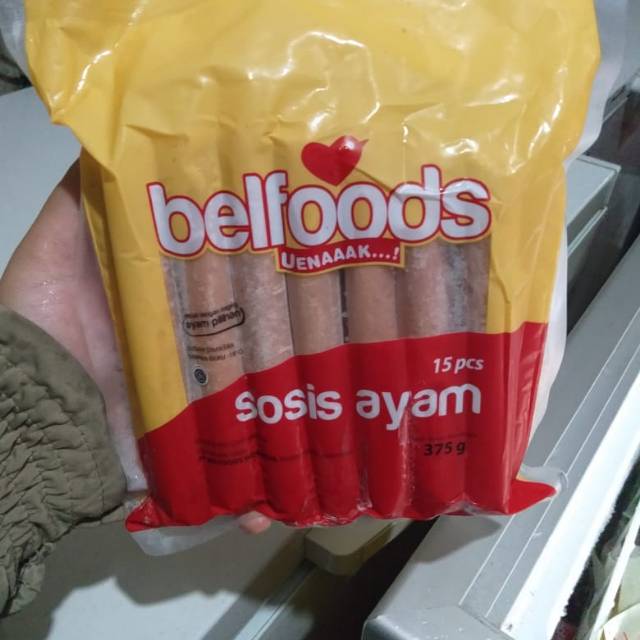 belfoods
UENAAAK...!
ayam pilihan
15 pcs
sosis ayam
375 g